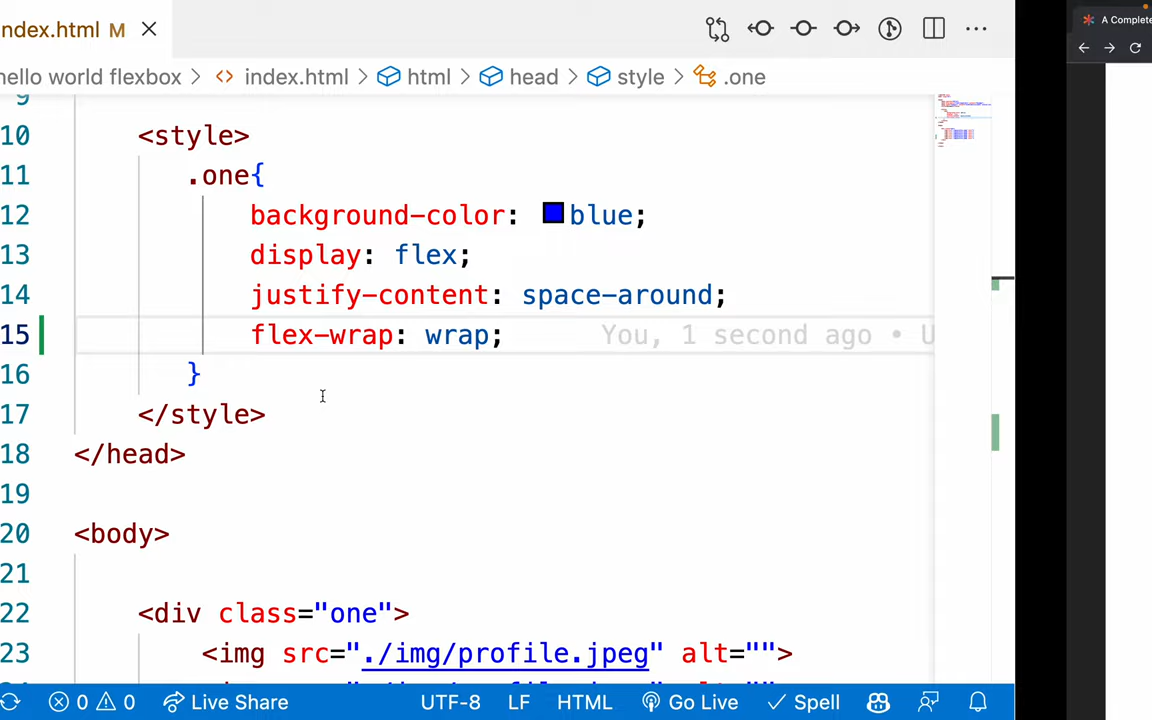 ndex.html M
A Complete
hello world flexbox > index.html > html > head > style > .one
9
10 <style>
11 .one{
12 background-color: blue;
13 display: flex;
14 justify-content: space-around;
15 flex-wrap: wrap; You, 1 second ago • U
16 }
17 </style>
18 </head>
19
20 <body>
21
22 <div class="one">
23 <img src="./img/profile.jpeg" alt="">
0 0 Live Share UTF-8 LF HTML Go Live Spell